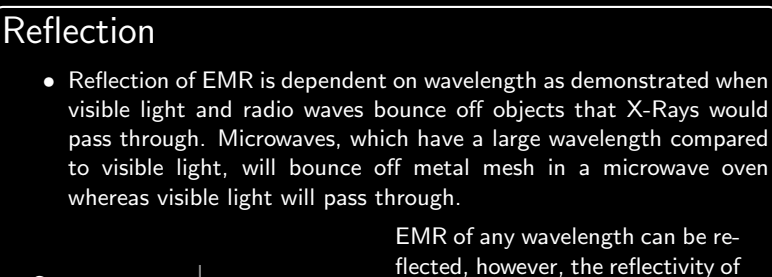 Reflection
• Reflection of EMR is dependent on wavelength as demonstrated when
visible light and radio waves bounce off objects that X-Rays would
pass through. Microwaves, which have a large wavelength compared
to visible light, will bounce off metal mesh in a microwave oven
whereas visible light will pass through.
EMR of any wavelength can be re-
flected, however, the reflectivity of